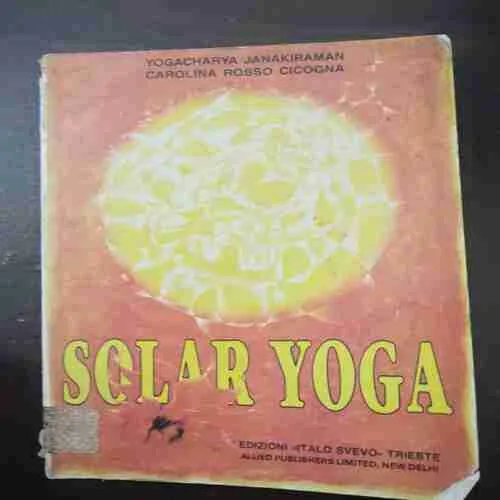 YOGACHARYA JANAKIRAMAN
CAROLINA ROSSO CICOGNA
SOLAR YOGA
EDIZIONI «ITALO SVEVO» TRIESTE
ALLIED PUBLISHERS LIMITED, NEW DELHI